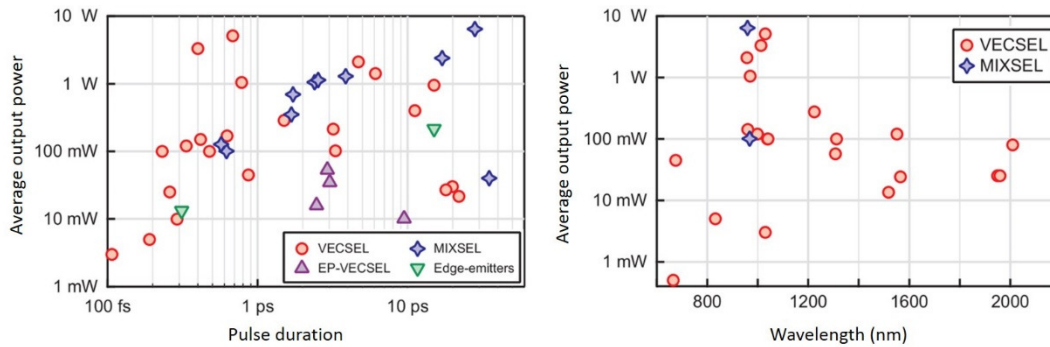 10 W
1 W
100 mW
10 mW
1 mW
Average output power
100 fs 1 ps 10 ps
Pulse duration
VECSEL MIXSEL
EP-VECSEL Edge-emitters
10 W
1 W
100 mW
10 mW
1 mW
Average output power
800 1200 1600 2000
Wavelength (nm)
VECSEL
MIXSEL